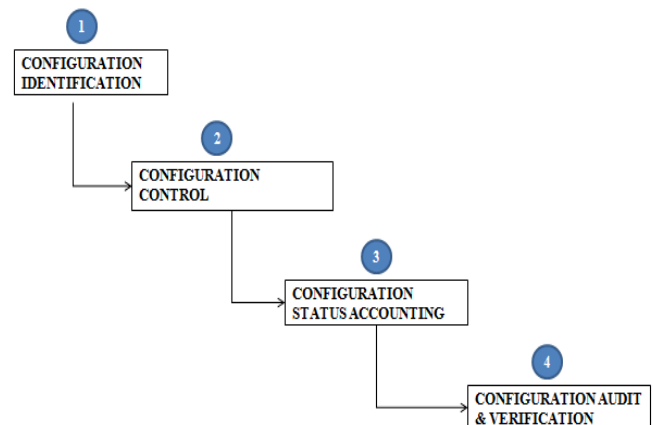 1
CONFIGURATION
IDENTIFICATION
2
CONFIGURATION
CONTROL
3
CONFIGURATION
STATUS ACCOUNTING
4
CONFIGURATION AUDIT
& VERIFICATION